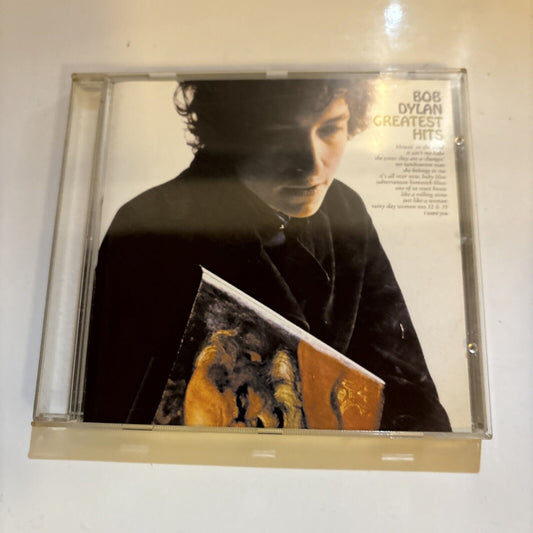 BOB
DYLAN
GREATEST
HITS
blowin' in the wind
it ain't me babe
the times they are a-changin'
mr tambourine man
she belongs to me
it's all over now, baby blue
subterranean homesick blues
one of us must know
like a rolling stone
just like a woman
rainy day women nos. 12 & 35
i want you